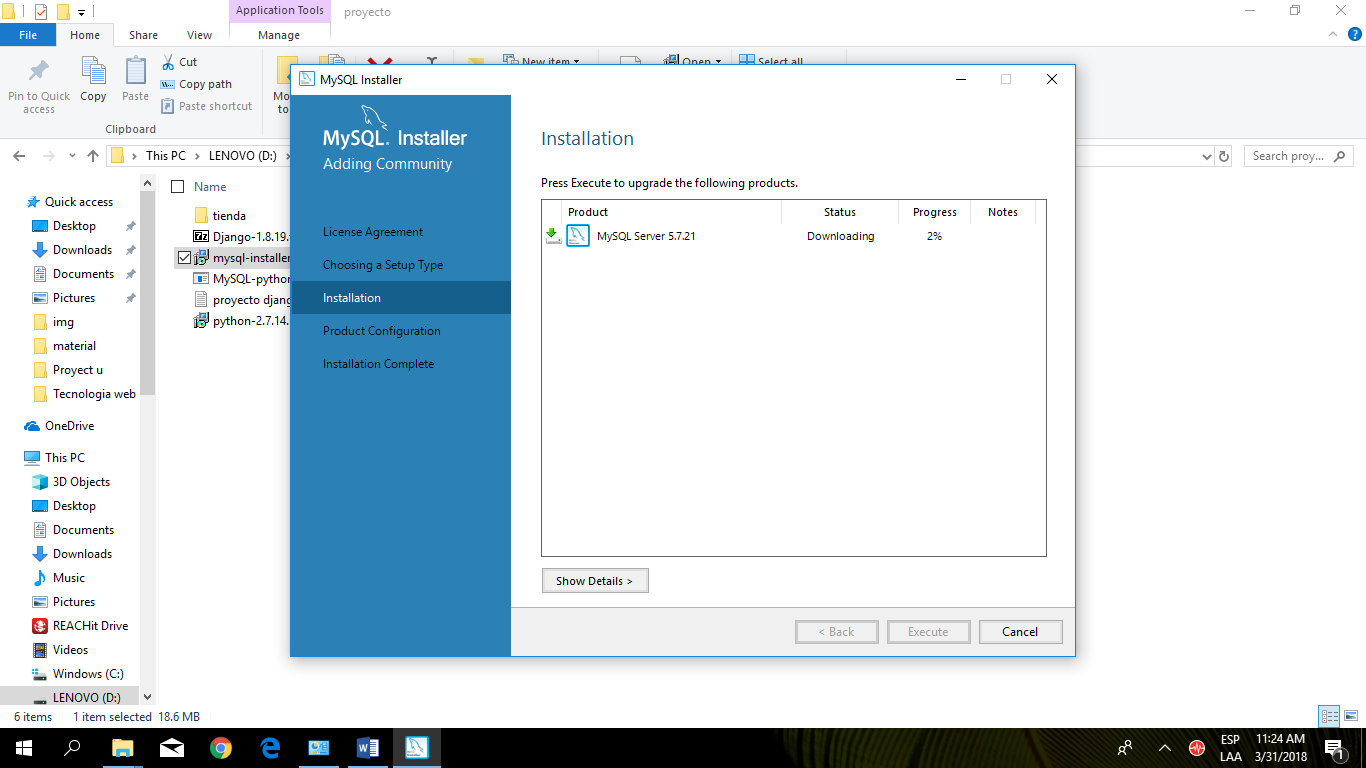 Application Tools
proyecto
File
Home
Share
View
Manage
Pin to Quick access
Copy
Paste
Cut
Copy path
Paste shortcut
Clipboard
New item
Open
Select all
This PC
LENOVO (D:)
Search proy...
Quick access
Desktop
Downloads
Documents
Pictures
img
material
Proyect u
Tecnologia web
OneDrive
This PC
3D Objects
Desktop
Documents
Downloads
Music
Pictures
REACHit Drive
Videos
Windows (C:)
LENOVO (D:)
Name
tienda
Django-1.8.19.
mysql-installer
MySQL-python
proyecto djang
python-2.7.14.
MySQL Installer
MySQL. Installer
Adding Community
License Agreement
Choosing a Setup Type
Installation
Product Configuration
Installation Complete
Installation
Press Execute to upgrade the following products.
Product Status Progress Notes
MySQL Server 5.7.21 Downloading 2%
Show Details >
< Back
Execute
Cancel
6 items 1 item selected 18.6 MB
ESP
LAA
11:24 AM
3/31/2018
1